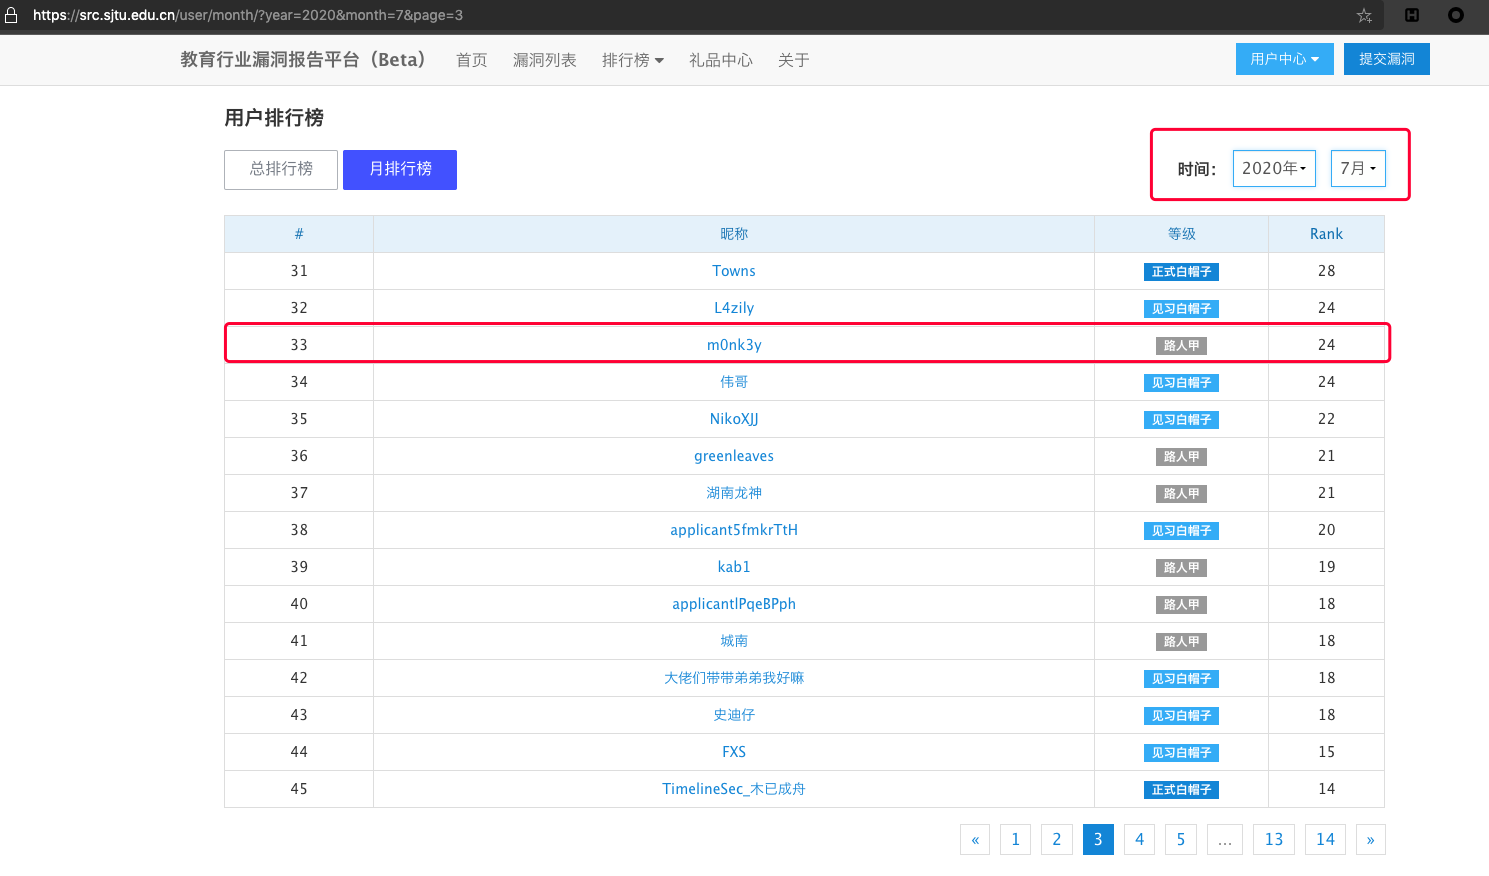 https://src.sjtu.edu.cn/user/month/?year=2020&month=7&page=3
教育行业漏洞报告平台（Beta） 首页 漏洞列表 排行榜 礼品中心 关于 用户中心 提交漏洞
用户排行榜
总排行榜 月排行榜 时间： 2020年 7月
# 昵称 等级 Rank
31 Towns 正式白帽子 28
32 L4zily 见习白帽子 24
33 m0nk3y 路人甲 24
34 伟哥 见习白帽子 24
35 NikoXJJ 见习白帽子 22
36 greenleaves 路人甲 21
37 湖南龙神 路人甲 21
38 applicant5fmkrTtH 见习白帽子 20
39 kab1 路人甲 19
40 applicantlPqeBPph 路人甲 18
41 城南 路人甲 18
42 大佬们带带弟弟我好嘛 见习白帽子 18
43 史迪仔 见习白帽子 18
44 FXS 见习白帽子 15
45 TimelineSec_木已成舟 正式白帽子 14
« 1 2 3 4 5 ... 13 14 »